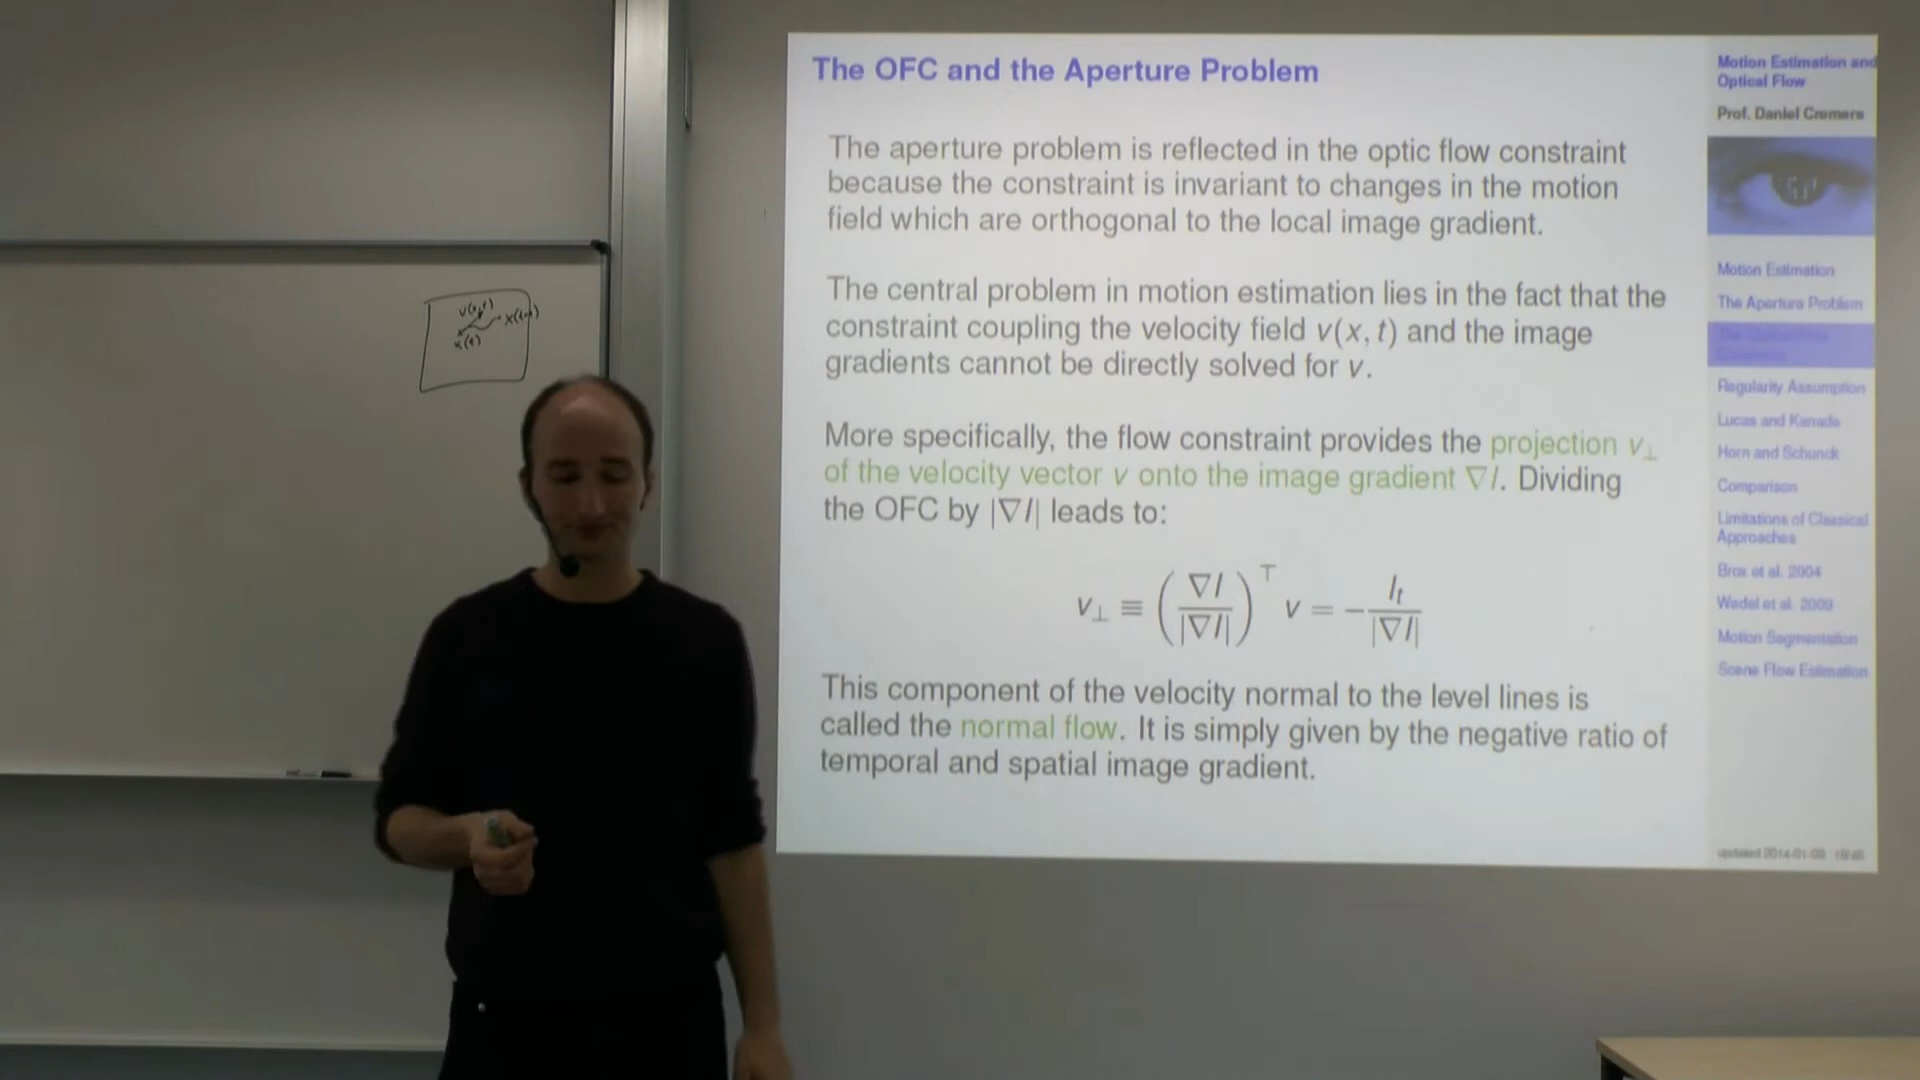 v(x,t)
x(t)
The OFC and the Aperture Problem
The aperture problem is reflected in the optic flow constraint
because the constraint is invariant to changes in the motion
field which are orthogonal to the local image gradient.
The central problem in motion estimation lies in the fact that the
constraint coupling the velocity field v(x, t) and the image
gradients cannot be directly solved for v.
More specifically, the flow constraint provides the projection v⊥
of the velocity vector v onto the image gradient ∇I. Dividing
the OFC by |∇I| leads to:
v⊥ ≡ (∇I / |∇I|)^⊤ v = − I_t / |∇I|
This component of the velocity normal to the level lines is
called the normal flow. It is simply given by the negative ratio of
temporal and spatial image gradient.
Motion Estimation and
Optical Flow
Prof. Daniel Cremers
Motion Estimation
The Aperture Problem
Regularity Assumption
Lucas and Kanade
Horn and Schunck
Comparison
Limitations of Classical
Approaches
Brox et al. 2004
Wedel et al. 2009
Motion Segmentation
Scene Flow Estimation
updated 2014-01-09